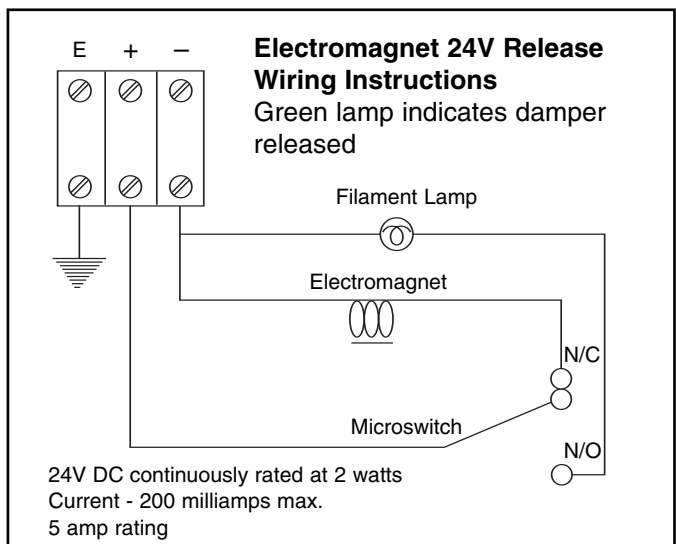 E + −
Electromagnet 24V Release
Wiring Instructions
Green lamp indicates damper
released
Filament Lamp
Electromagnet
N/C
Microswitch
N/O
24V DC continuously rated at 2 watts
Current - 200 milliamps max.
5 amp rating